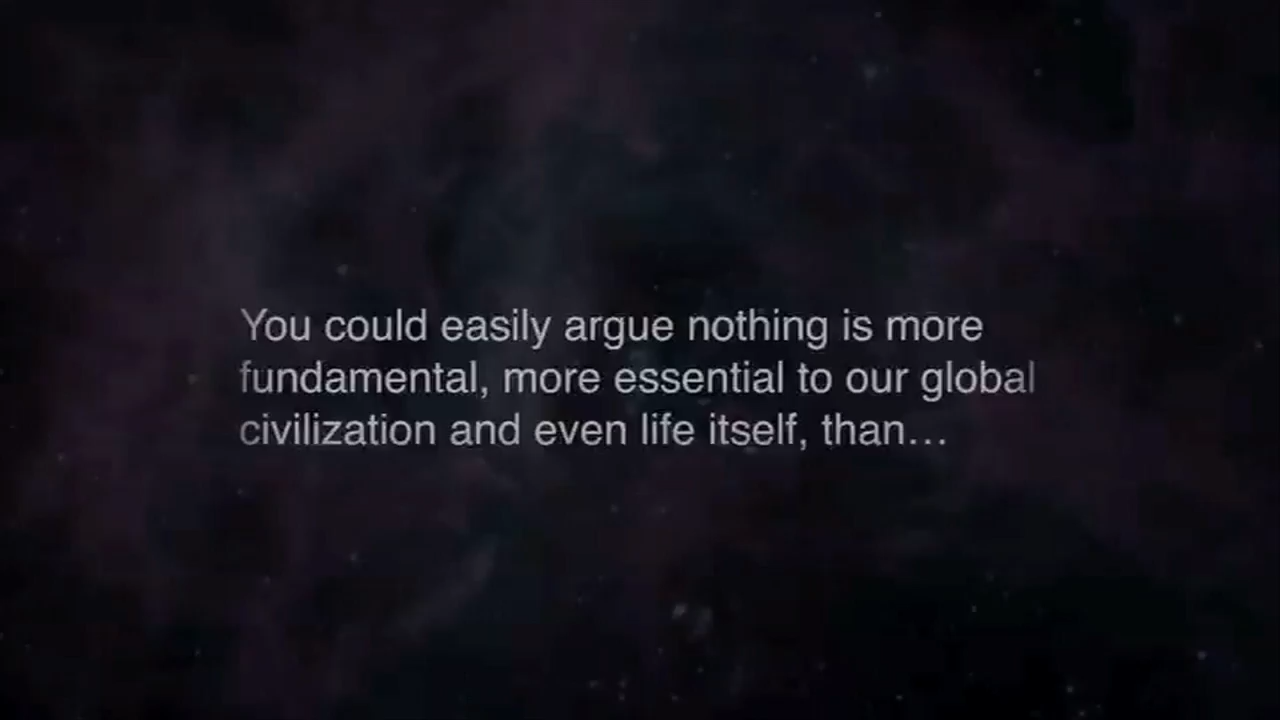 You could easily argue nothing is more
fundamental, more essential to our global
civilization and even life itself, than…